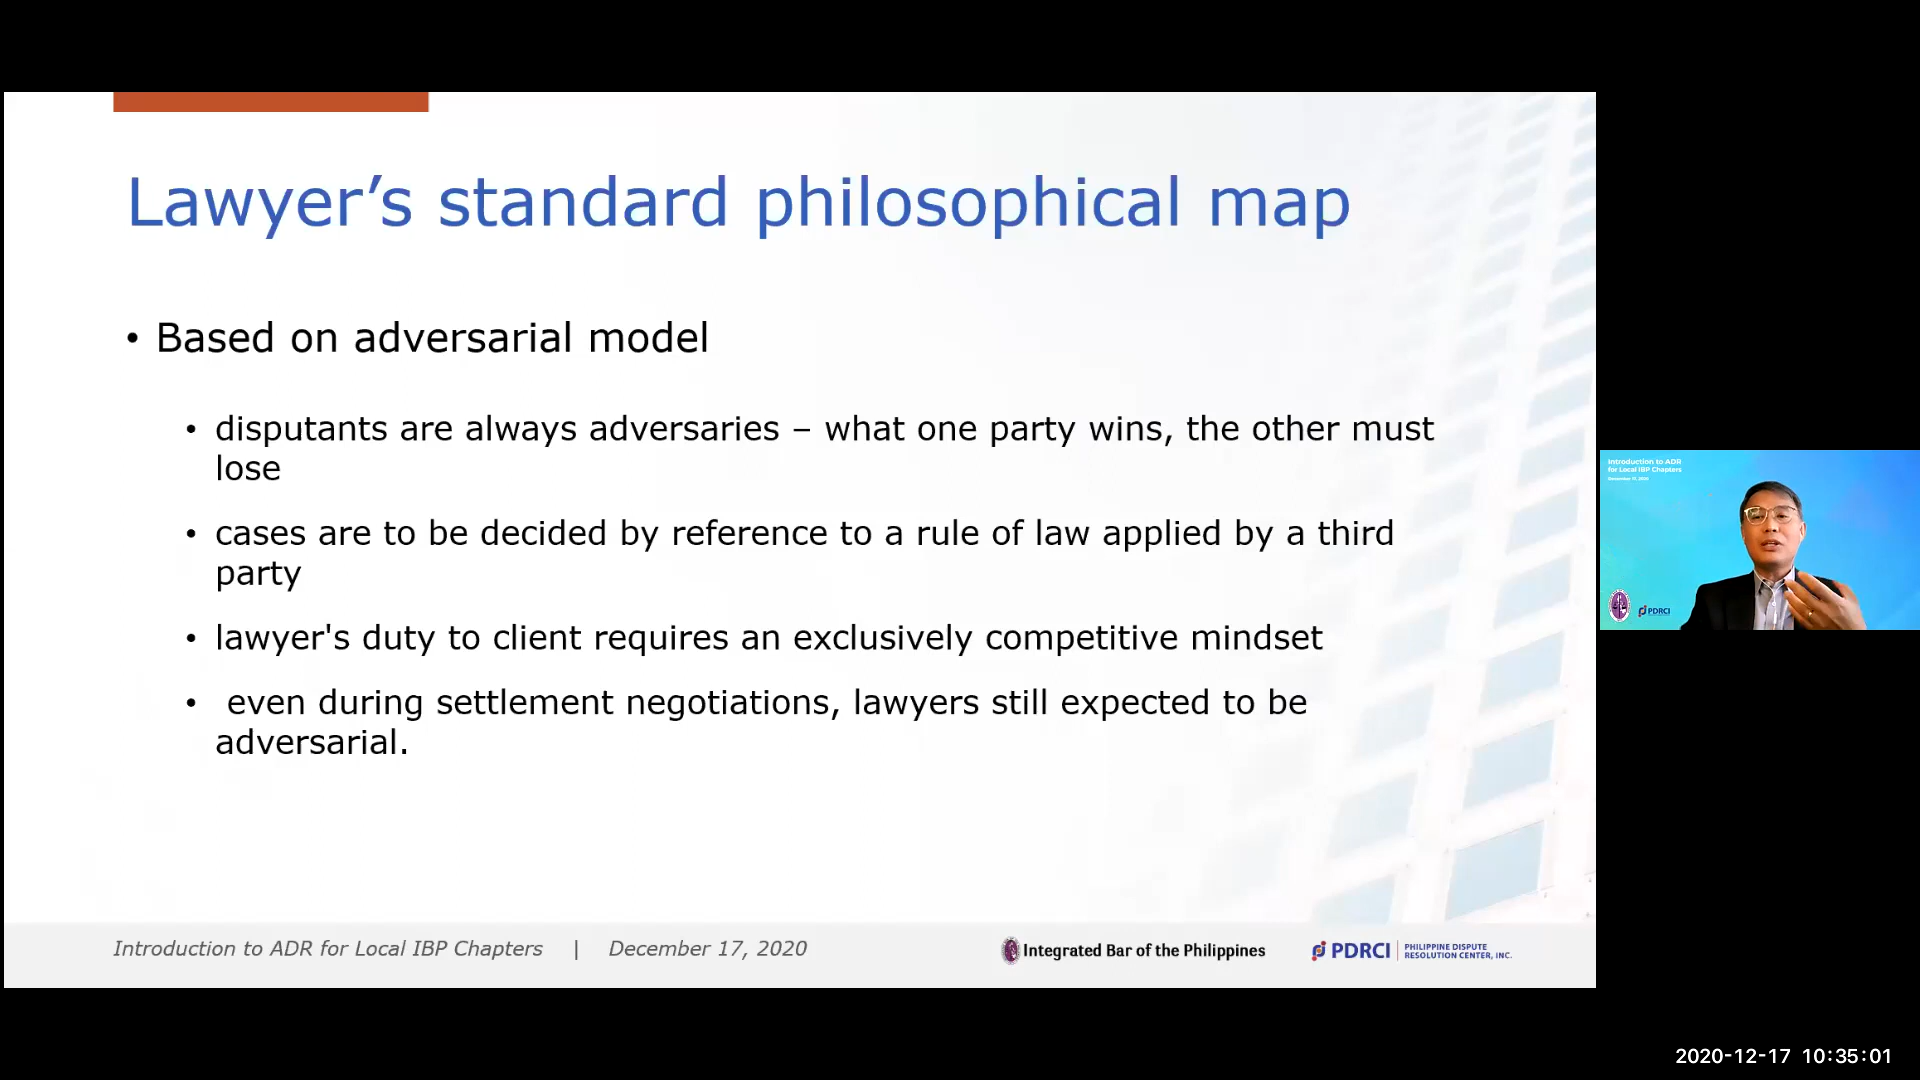 Lawyer’s standard philosophical map
• Based on adversarial model
• disputants are always adversaries – what one party wins, the other must
lose
• cases are to be decided by reference to a rule of law applied by a third
party
• lawyer's duty to client requires an exclusively competitive mindset
• even during settlement negotiations, lawyers still expected to be
adversarial.
Introduction to ADR for Local IBP Chapters | December 17, 2020
Integrated Bar of the Philippines
PDRCI
PHILIPPINE DISPUTE
RESOLUTION CENTER, INC.
Introduction to ADR
for Local IBP Chapters
December 17, 2020
PDRCI
2020-12-17 10:35:01